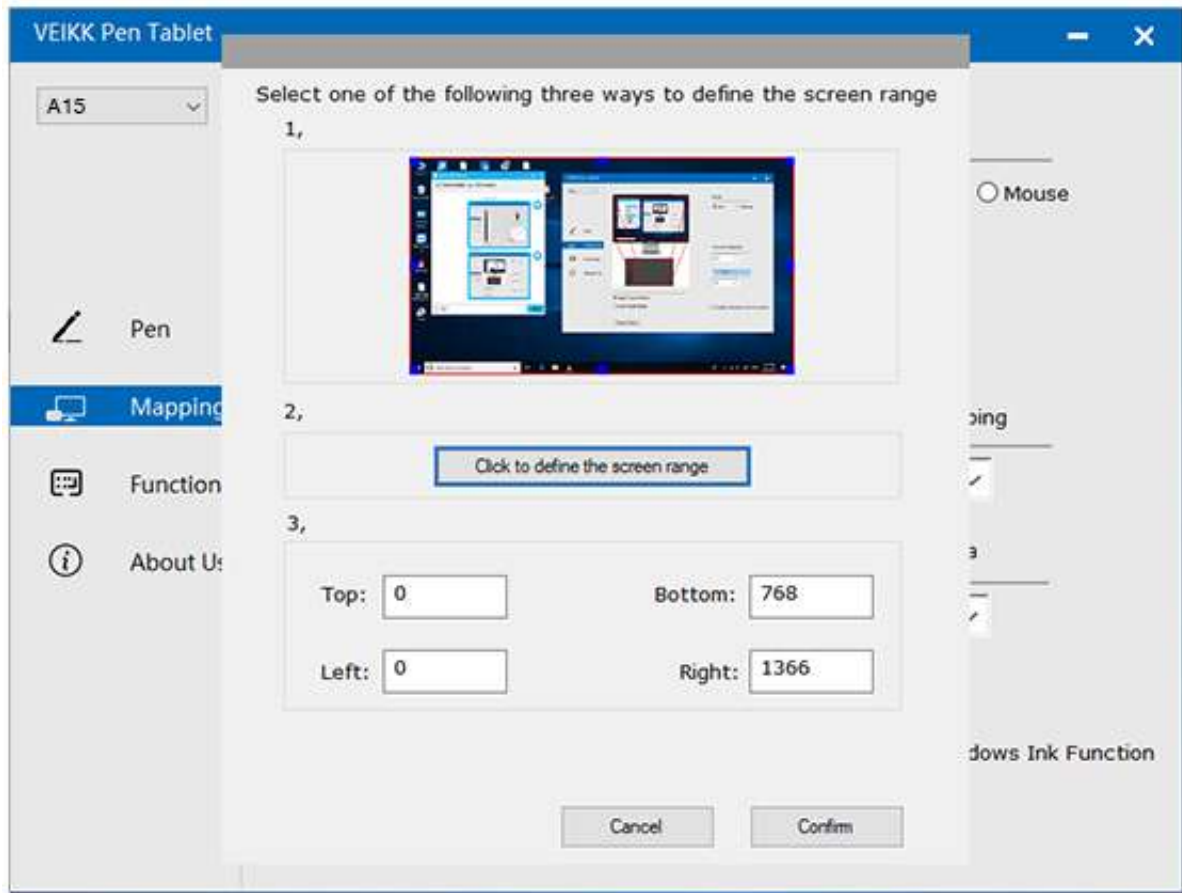 VEIKK Pen Tablet
A15
Select one of the following three ways to define the screen range
1,
Mouse
Pen
Mapping
2,
ping
Click to define the screen range
Function
3,
About Us
a
Top: 0 Bottom: 768
Left: 0 Right: 1366
dows Ink Function
Cancel Confirm